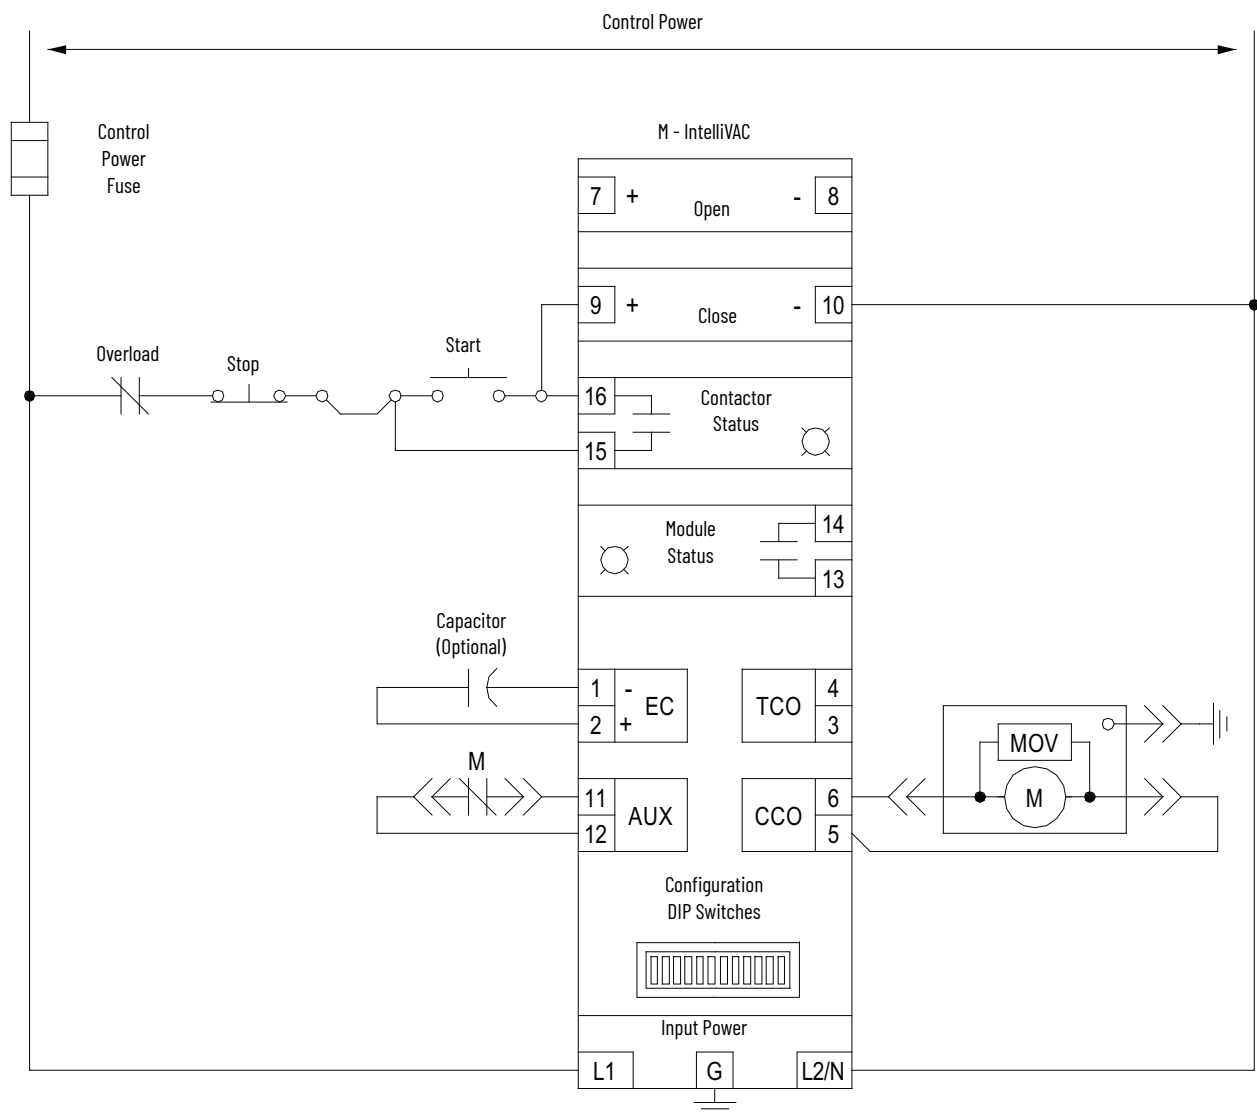 Control Power
Control
Power
Fuse
M - IntelliVAC
7 + Open - 8
9 + Close - 10
Overload
Stop
Start
16
15
Contactor
Status
Module
Status
14
13
Capacitor
(Optional)
1 - EC
2 +
TCO 4
3
MOV
M
M
11
12
AUX
CCO
6
5
Configuration
DIP Switches
Input Power
L1 G L2/N